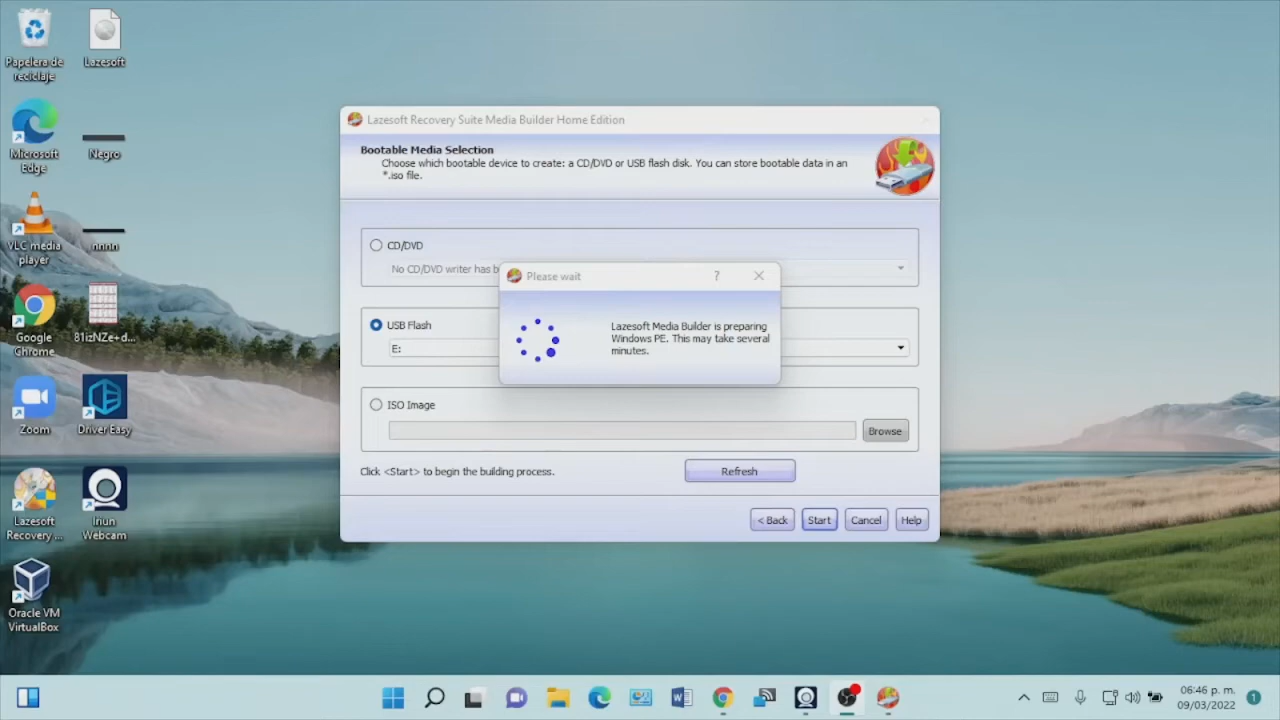 Papelera de
reciclaje
Lazesoft
Microsoft
Edge
Negro
VLC media
player
nnnn
Google
Chrome
81izNZe+d...
Zoom
Driver Easy
Lazesoft
Recovery ...
Iriun
Webcam
Oracle VM
VirtualBox
Lazesoft Recovery Suite Media Builder Home Edition
Bootable Media Selection
Choose which bootable device to create: a CD/DVD or USB flash disk. You can store bootable data in an
*.iso file.
CD/DVD
No CD/DVD writer has b
Please wait
?
Lazesoft Media Builder is preparing
Windows PE. This may take several
minutes.
USB Flash
E:
ISO Image
Browse
Click <Start> to begin the building process.
Refresh
< Back
Start
Cancel
Help
06:46 p. m.
09/03/2022
1